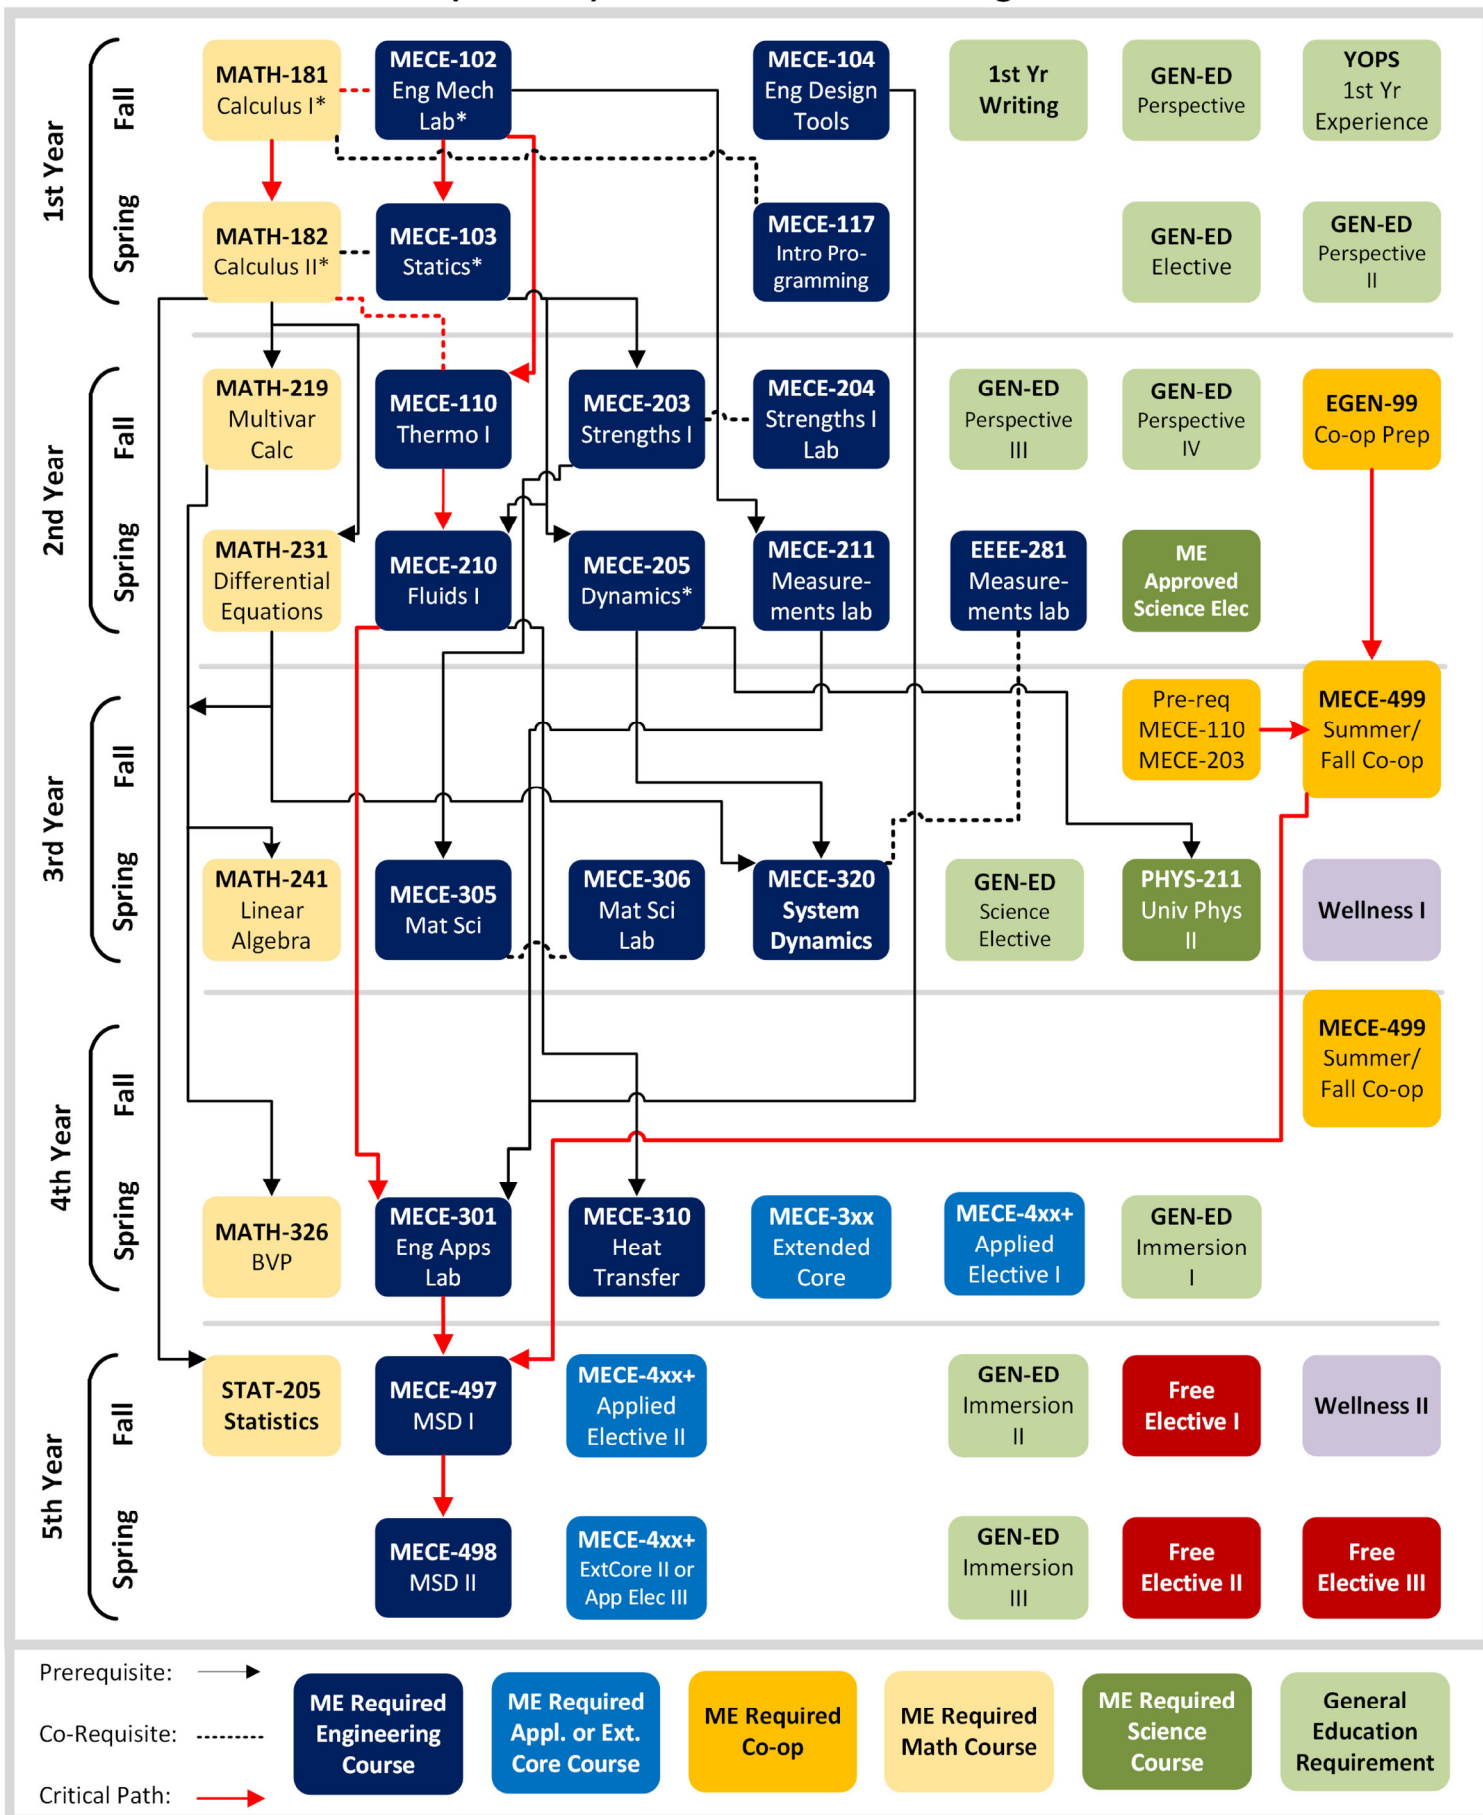 1st Year
Fall
MATH-181
Calculus I*
MECE-102
Eng Mech
Lab*
MECE-104
Eng Design
Tools
1st Yr
Writing
GEN-ED
Perspective
YOPS
1st Yr
Experience
Spring
MATH-182
Calculus II*
MECE-103
Statics*
MECE-117
Intro Pro-
gramming
GEN-ED
Elective
GEN-ED
Perspective
II
2nd Year
Fall
MATH-219
Multivar
Calc
MECE-110
Thermo I
MECE-203
Strengths I
MECE-204
Strengths I
Lab
GEN-ED
Perspective
III
GEN-ED
Perspective
IV
EGEN-99
Co-op Prep
Spring
MATH-231
Differential
Equations
MECE-210
Fluids I
MECE-205
Dynamics*
MECE-211
Measure-
ments lab
EEEE-281
Measure-
ments lab
ME
Approved
Science Elec
3rd Year
Fall
Pre-req
MECE-110
MECE-203
MECE-499
Summer/
Fall Co-op
Spring
MATH-241
Linear
Algebra
MECE-305
Mat Sci
MECE-306
Mat Sci
Lab
MECE-320
System
Dynamics
GEN-ED
Science
Elective
PHYS-211
Univ Phys
II
Wellness I
4th Year
Fall
MECE-499
Summer/
Fall Co-op
Spring
MATH-326
BVP
MECE-301
Eng Apps
Lab
MECE-310
Heat
Transfer
MECE-3xx
Extended
Core
MECE-4xx+
Applied
Elective I
GEN-ED
Immersion
I
5th Year
Fall
STAT-205
Statistics
MECE-497
MSD I
MECE-4xx+
Applied
Elective II
GEN-ED
Immersion
II
Free
Elective I
Wellness II
Spring
MECE-498
MSD II
MECE-4xx+
ExtCore II or
App Elec III
GEN-ED
Immersion
III
Free
Elective II
Free
Elective III
Prerequisite:
Co-Requisite:
Critical Path:
ME Required
Engineering
Course
ME Required
Appl. or Ext.
Core Course
ME Required
Co-op
ME Required
Math Course
ME Required
Science
Course
General
Education
Requirement